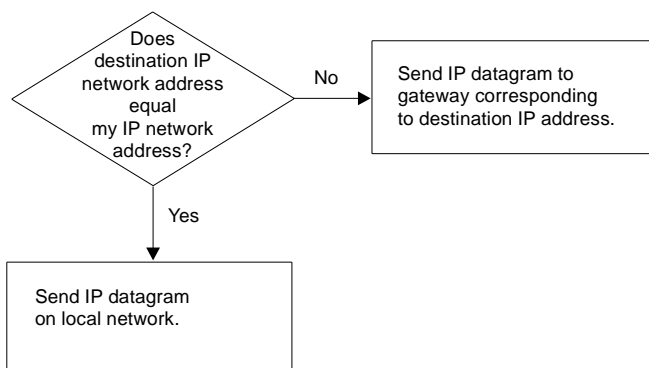 Does
destination IP
network address
equal
my IP network
address?
No
Send IP datagram to
gateway corresponding
to destination IP address.
Yes
Send IP datagram
on local network.